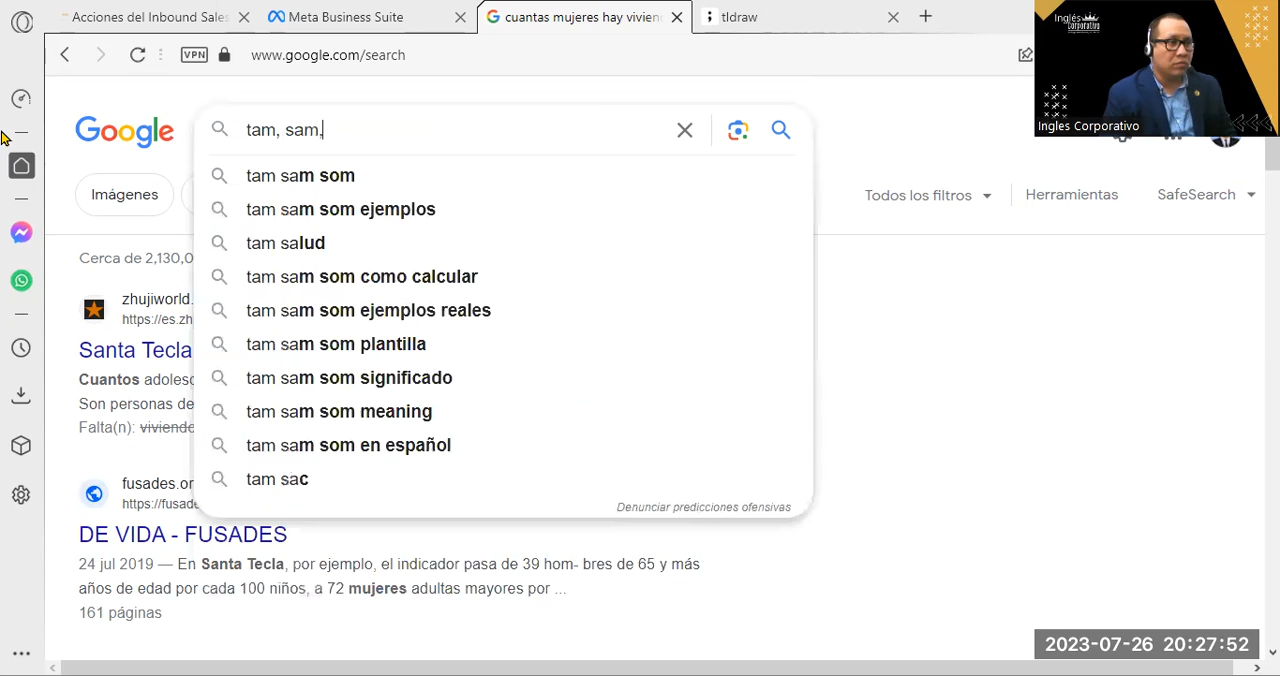 Acciones del Inbound Sales
Meta Business Suite
cuantas mujeres hay vivien
tldraw
VPN
www.google.com/search
Inglés
Corporativo
Ingles Corporativo
Google
tam, sam,
Imágenes
Todos los filtros
Herramientas
SafeSearch
tam sam som
tam sam som ejemplos
tam salud
tam sam som como calcular
tam sam som ejemplos reales
tam sam som plantilla
tam sam som significado
tam sam som meaning
tam sam som en español
tam sac
Denunciar predicciones ofensivas
Cerca de 2,130,0
zhujiworld.
https://es.zh
Santa Tecla
Cuantos adolesc
Son personas de
Falta(n): viviendo
fusades.or
https://fusade
DE VIDA - FUSADES
24 jul 2019 — En Santa Tecla, por ejemplo, el indicador pasa de 39 hom- bres de 65 y más
años de edad por cada 100 niños, a 72 mujeres adultas mayores por ...
161 páginas
2023-07-26 20:27:52